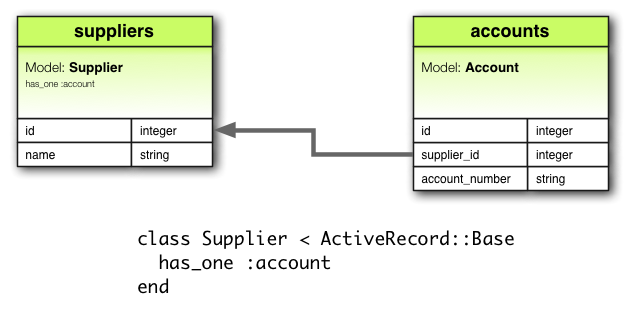 suppliers
Model: Supplier
has_one :account
id integer
name string
accounts
Model: Account
id integer
supplier_id integer
account_number string
class Supplier < ActiveRecord::Base
  has_one :account
end